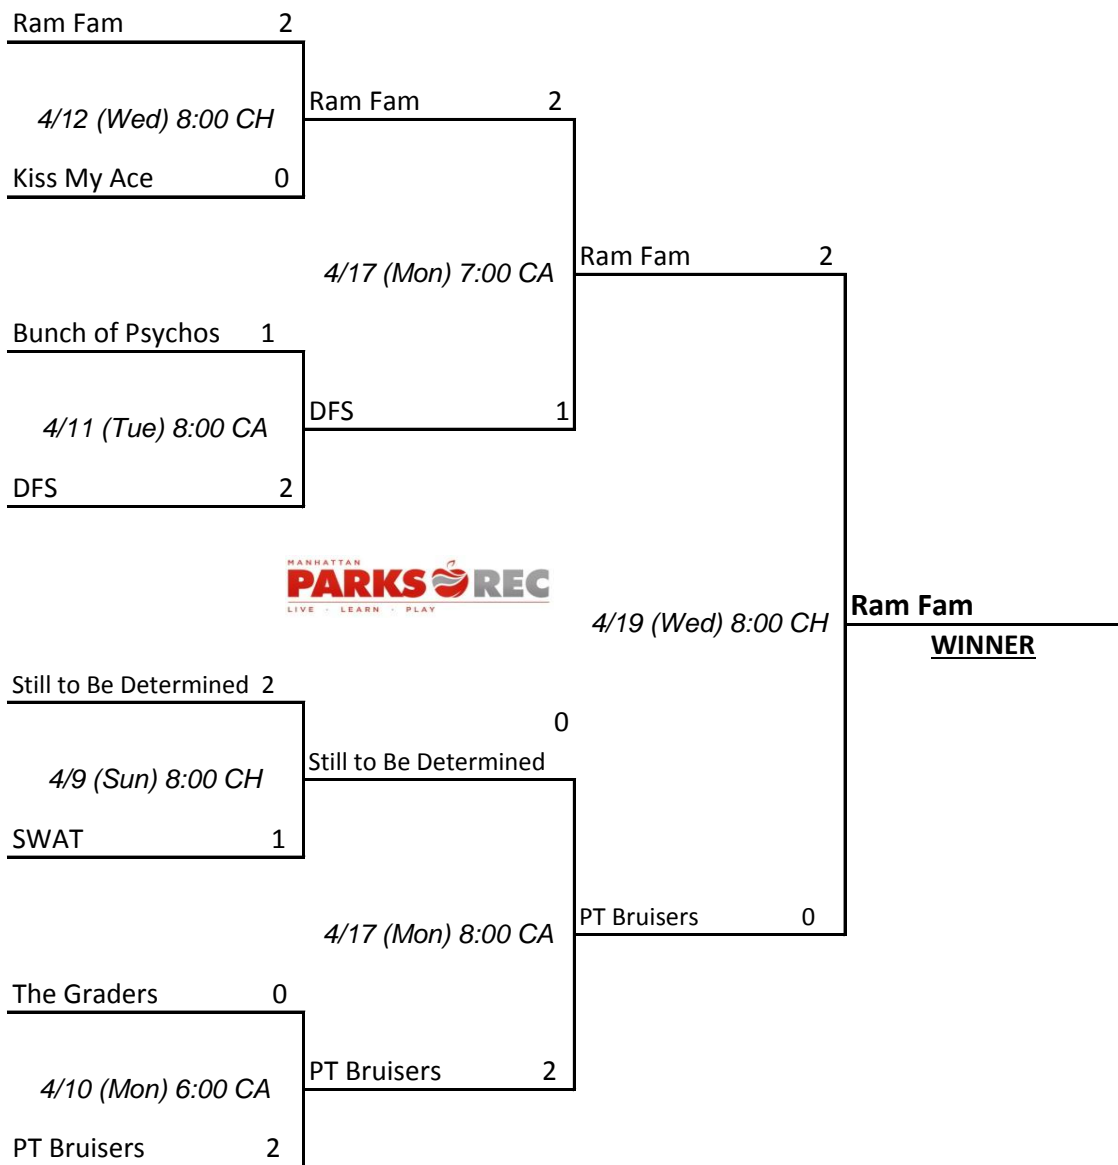 Ram Fam 2
Ram Fam 2
4/12 (Wed) 8:00 CH
Kiss My Ace 0
Ram Fam 2
4/17 (Mon) 7:00 CA
Bunch of Psychos 1
DFS 1
4/11 (Tue) 8:00 CA
DFS 2
MANHATTAN
PARKS REC
LIVE · LEARN · PLAY
Ram Fam
4/19 (Wed) 8:00 CH
WINNER
Still to Be Determined 2
0
Still to Be Determined
4/9 (Sun) 8:00 CH
SWAT 1
PT Bruisers 0
4/17 (Mon) 8:00 CA
The Graders 0
PT Bruisers 2
4/10 (Mon) 6:00 CA
PT Bruisers 2